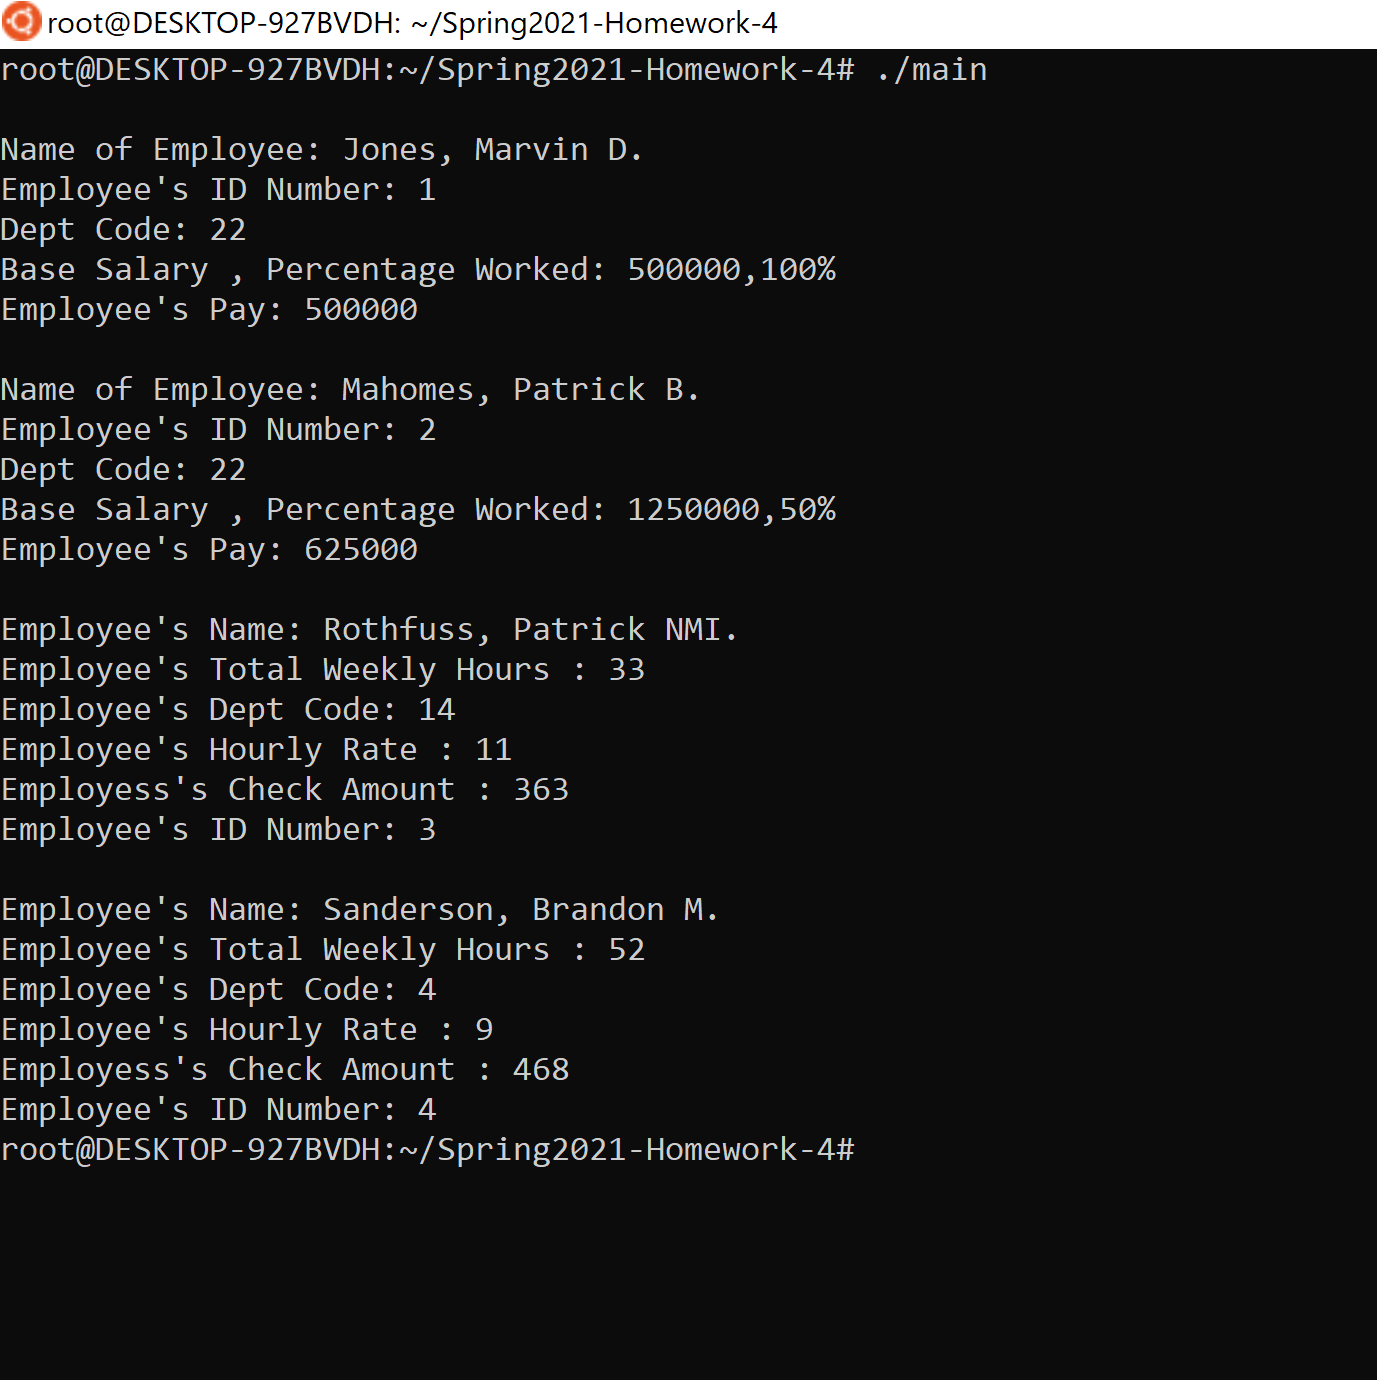 root@DESKTOP-927BVDH: ~/Spring2021-Homework-4
root@DESKTOP-927BVDH:~/Spring2021-Homework-4# ./main
Name of Employee: Jones, Marvin D.
Employee's ID Number: 1
Dept Code: 22
Base Salary , Percentage Worked: 500000,100%
Employee's Pay: 500000
Name of Employee: Mahomes, Patrick B.
Employee's ID Number: 2
Dept Code: 22
Base Salary , Percentage Worked: 1250000,50%
Employee's Pay: 625000
Employee's Name: Rothfuss, Patrick NMI.
Employee's Total Weekly Hours : 33
Employee's Dept Code: 14
Employee's Hourly Rate : 11
Employess's Check Amount : 363
Employee's ID Number: 3
Employee's Name: Sanderson, Brandon M.
Employee's Total Weekly Hours : 52
Employee's Dept Code: 4
Employee's Hourly Rate : 9
Employess's Check Amount : 468
Employee's ID Number: 4
root@DESKTOP-927BVDH:~/Spring2021-Homework-4#